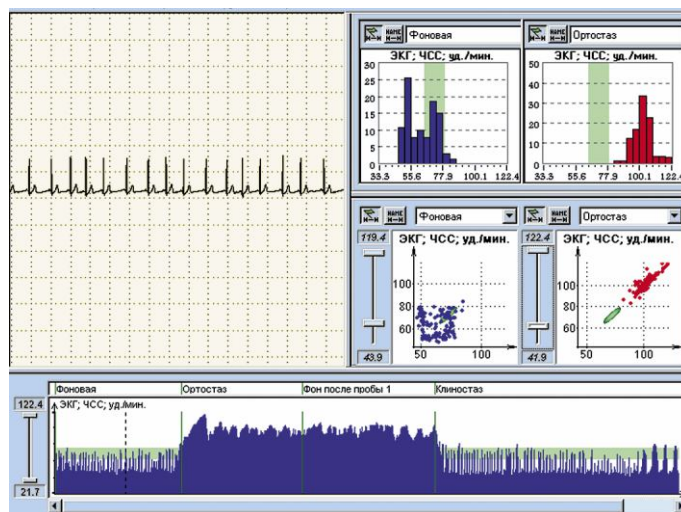 Фоновая
Ортостаз
ЭКГ; ЧСС; уд./мин.
ЭКГ; ЧСС; уд./мин.
30
25
20
15
10
5
0
33.3 55.6 77.9 100.1 122.4
50
40
30
20
10
0
33.3 55.6 77.9 100.1 122.4
Фоновая
Ортостаз
119.4
ЭКГ; ЧСС; уд./мин.
100
80
60
50 100
43.9
122.4
ЭКГ; ЧСС; уд./мин.
100
80
60
50 100
41.9
Фоновая Ортостаз Фон после пробы 1 Клиностаз
122.4
ЭКГ; ЧСС; уд./мин.
21.7